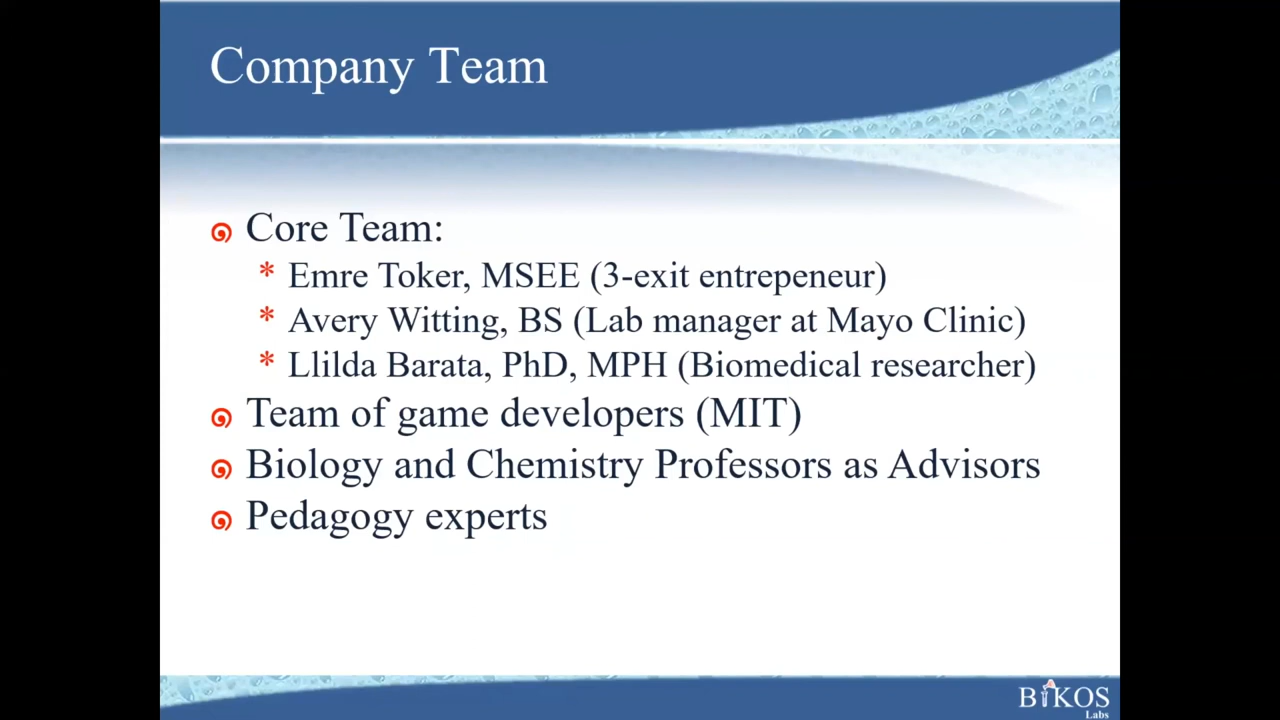 Company Team
Core Team:
* Emre Toker, MSEE (3-exit entrepeneur)
* Avery Witting, BS (Lab manager at Mayo Clinic)
* Llilda Barata, PhD, MPH (Biomedical researcher)
Team of game developers (MIT)
Biology and Chemistry Professors as Advisors
Pedagogy experts
BiKOS
Labs